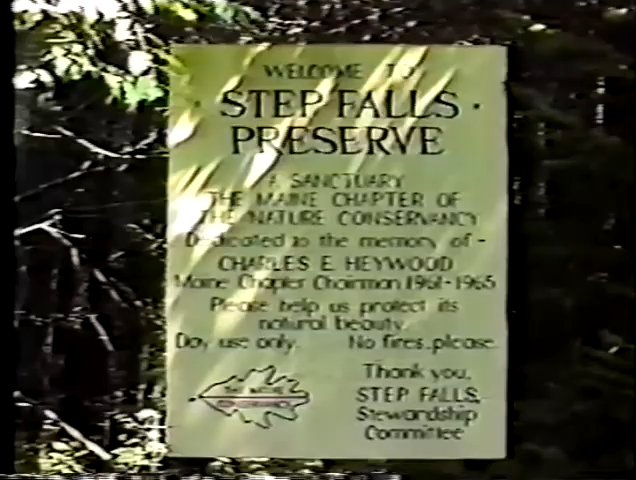 WELCOME TO
· STEP FALLS ·
PRESERVE
A SANCTUARY
THE MAINE CHAPTER OF
THE NATURE CONSERVANCY
Dedicated to the memory of -
CHARLES E. HEYWOOD
Maine Chapter Chairman 1961-1965
Please help us protect its
natural beauty.
Day use only. No fires, please.
Thank you,
STEP FALLS
Stewardship
Committee
THE NATURE